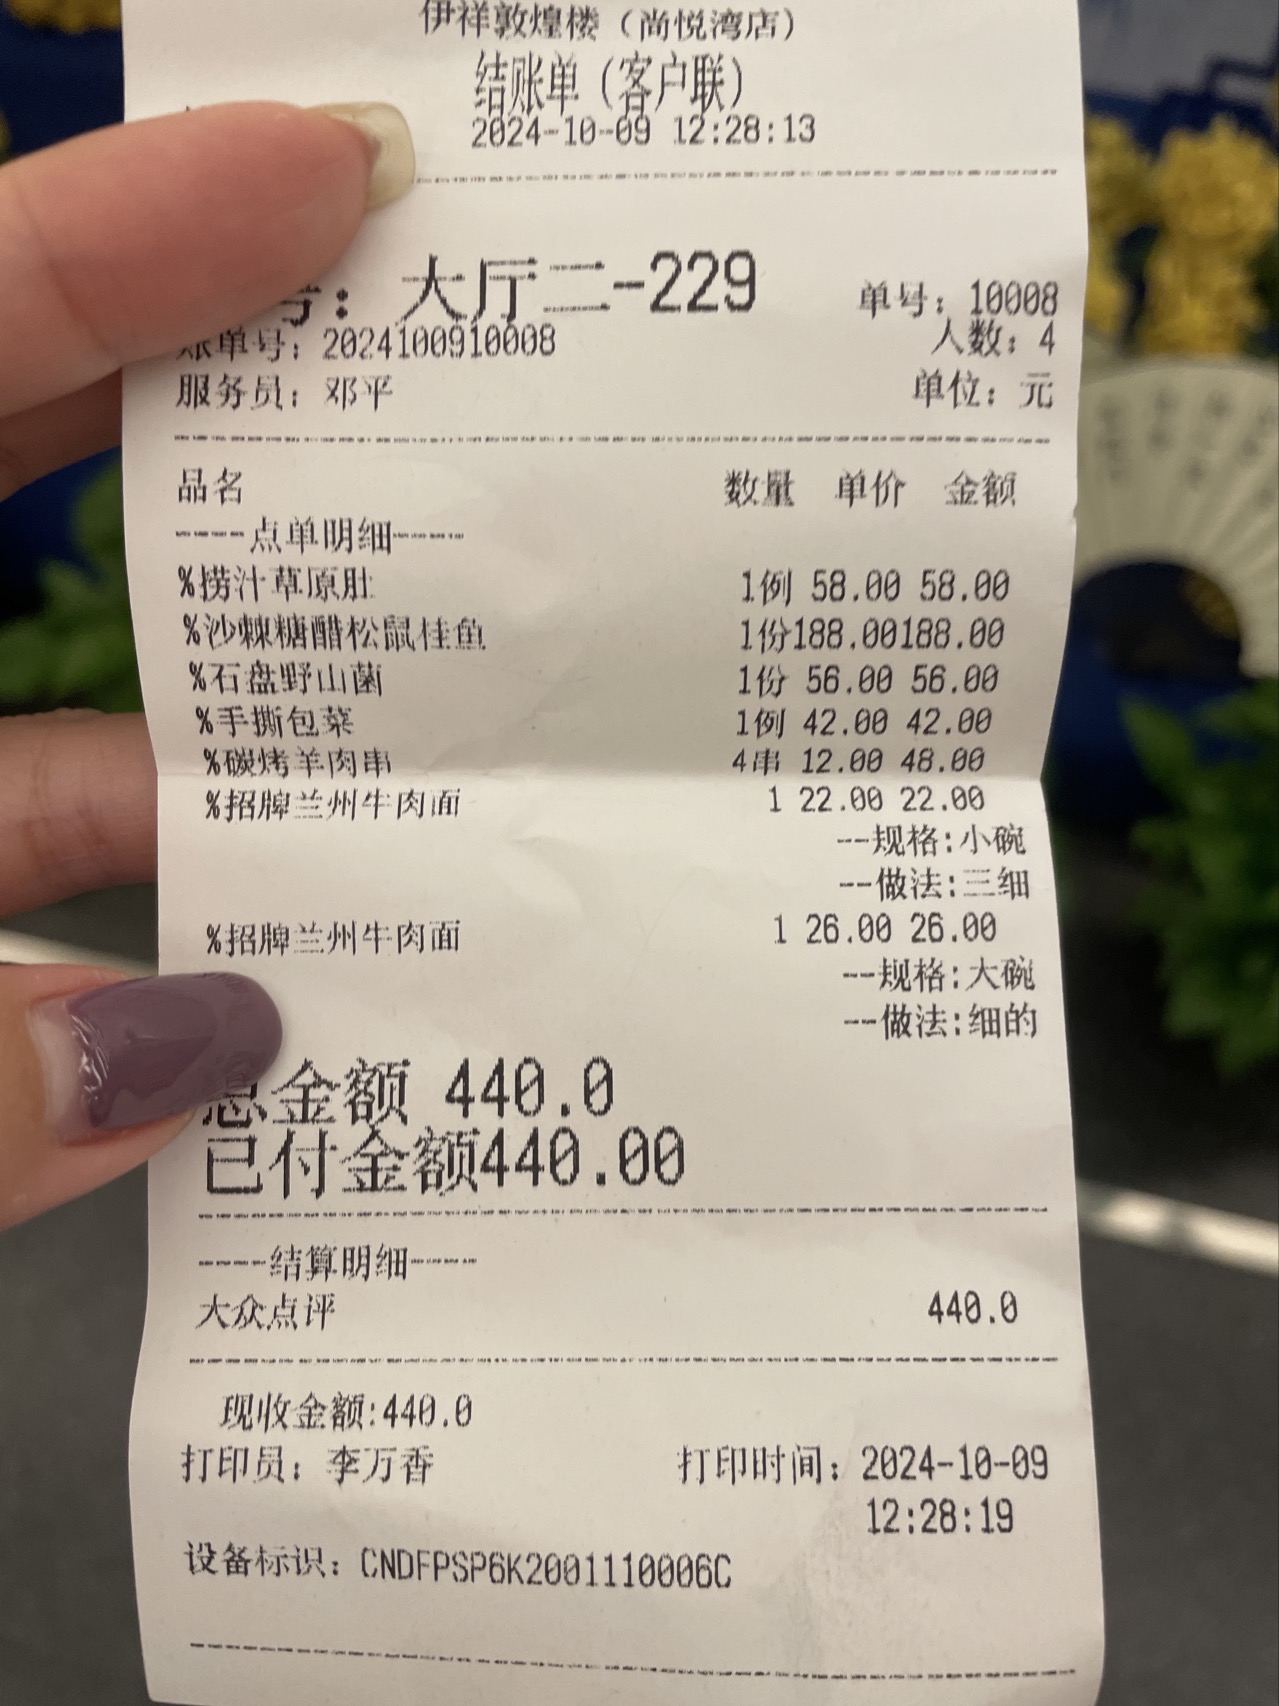 伊祥敦煌楼（尚悦湾店）
结账单（客户联）
2024-10-09 12:28:13
号：大厅二-229 单号：10008
账单号：2024100910008 人数：4
服务员：邓平 单位：元
品名 数量 单价 金额
----点单明细----
%捞汁草原肚 1例 58.00 58.00
%沙棘糖醋松鼠桂鱼 1份188.00188.00
%石盘野山菌 1份 56.00 56.00
%手撕包菜 1例 42.00 42.00
%碳烤羊肉串 4串 12.00 48.00
%招牌兰州牛肉面 1 22.00 22.00
--规格:小碗
--做法:三细
%招牌兰州牛肉面 1 26.00 26.00
--规格:大碗
--做法:细的
总金额 440.0
已付金额440.00
----结算明细----
大众点评 440.0
现收金额:440.0
打印员：李万香 打印时间：2024-10-09
12:28:19
设备标识：CNDFPSP6K2001110006C